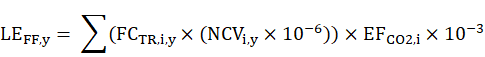 LE_FF,y = ∑(FC_TR,i,y × (NCV_i,y × 10⁻⁶)) × EF_CO2,i × 10⁻³